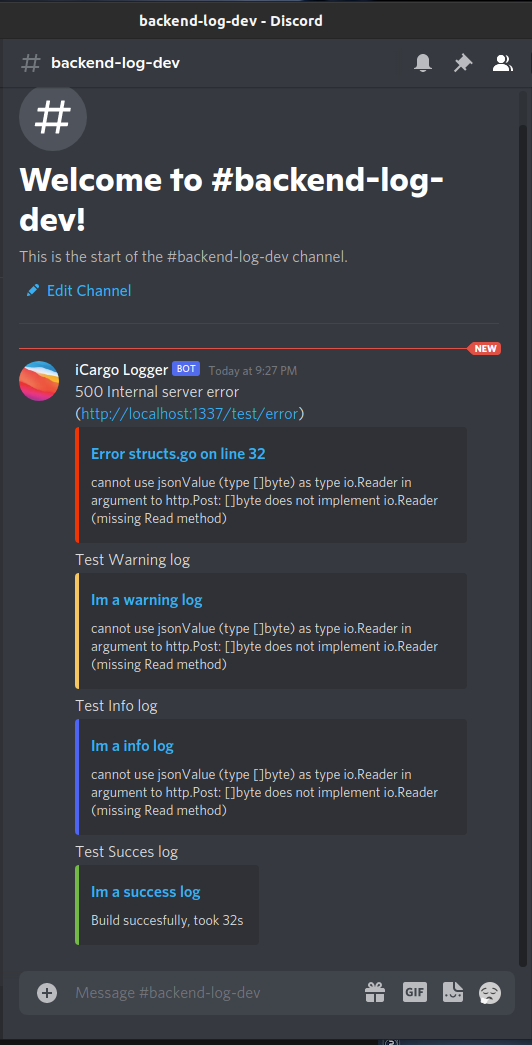 backend-log-dev - Discord
# backend-log-dev
#
Welcome to #backend-log-
dev!
This is the start of the #backend-log-dev channel.
Edit Channel
NEW
iCargo Logger BOT Today at 9:27 PM
500 Internal server error
(http://localhost:1337/test/error)
Error structs.go on line 32
cannot use jsonValue (type []byte) as type io.Reader in
argument to http.Post: []byte does not implement io.Reader
(missing Read method)
Test Warning log
Im a warning log
cannot use jsonValue (type []byte) as type io.Reader in
argument to http.Post: []byte does not implement io.Reader
(missing Read method)
Test Info log
Im a info log
cannot use jsonValue (type []byte) as type io.Reader in
argument to http.Post: []byte does not implement io.Reader
(missing Read method)
Test Succes log
Im a success log
Build succesfully, took 32s
Message #backend-log-dev
GIF